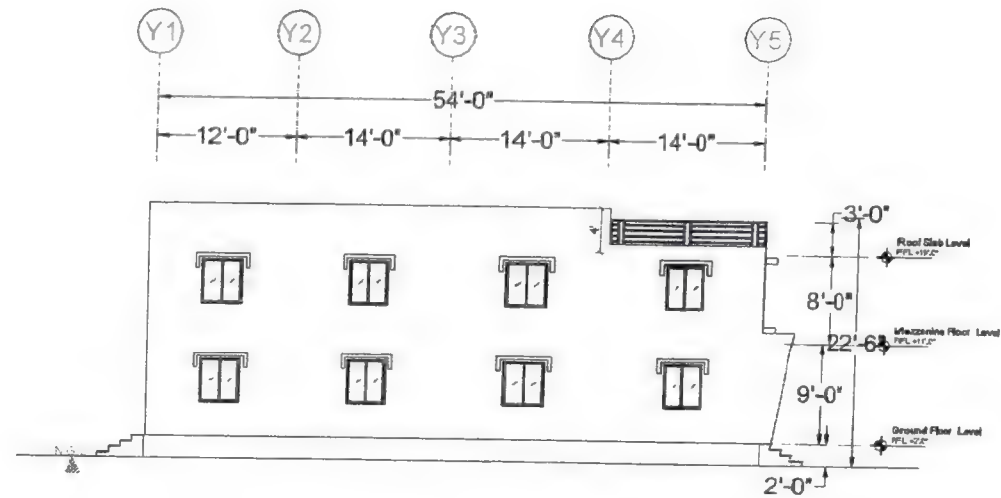 Y1 Y2 Y3 Y4 Y5
54'-0"
12'-0" 14'-0" 14'-0" 14'-0"
4'
3'-0"
Roof Slab Level
8'-0"
Mezzanine Floor Level
22'-6"
9'-0"
Ground Floor Level
2'-0"